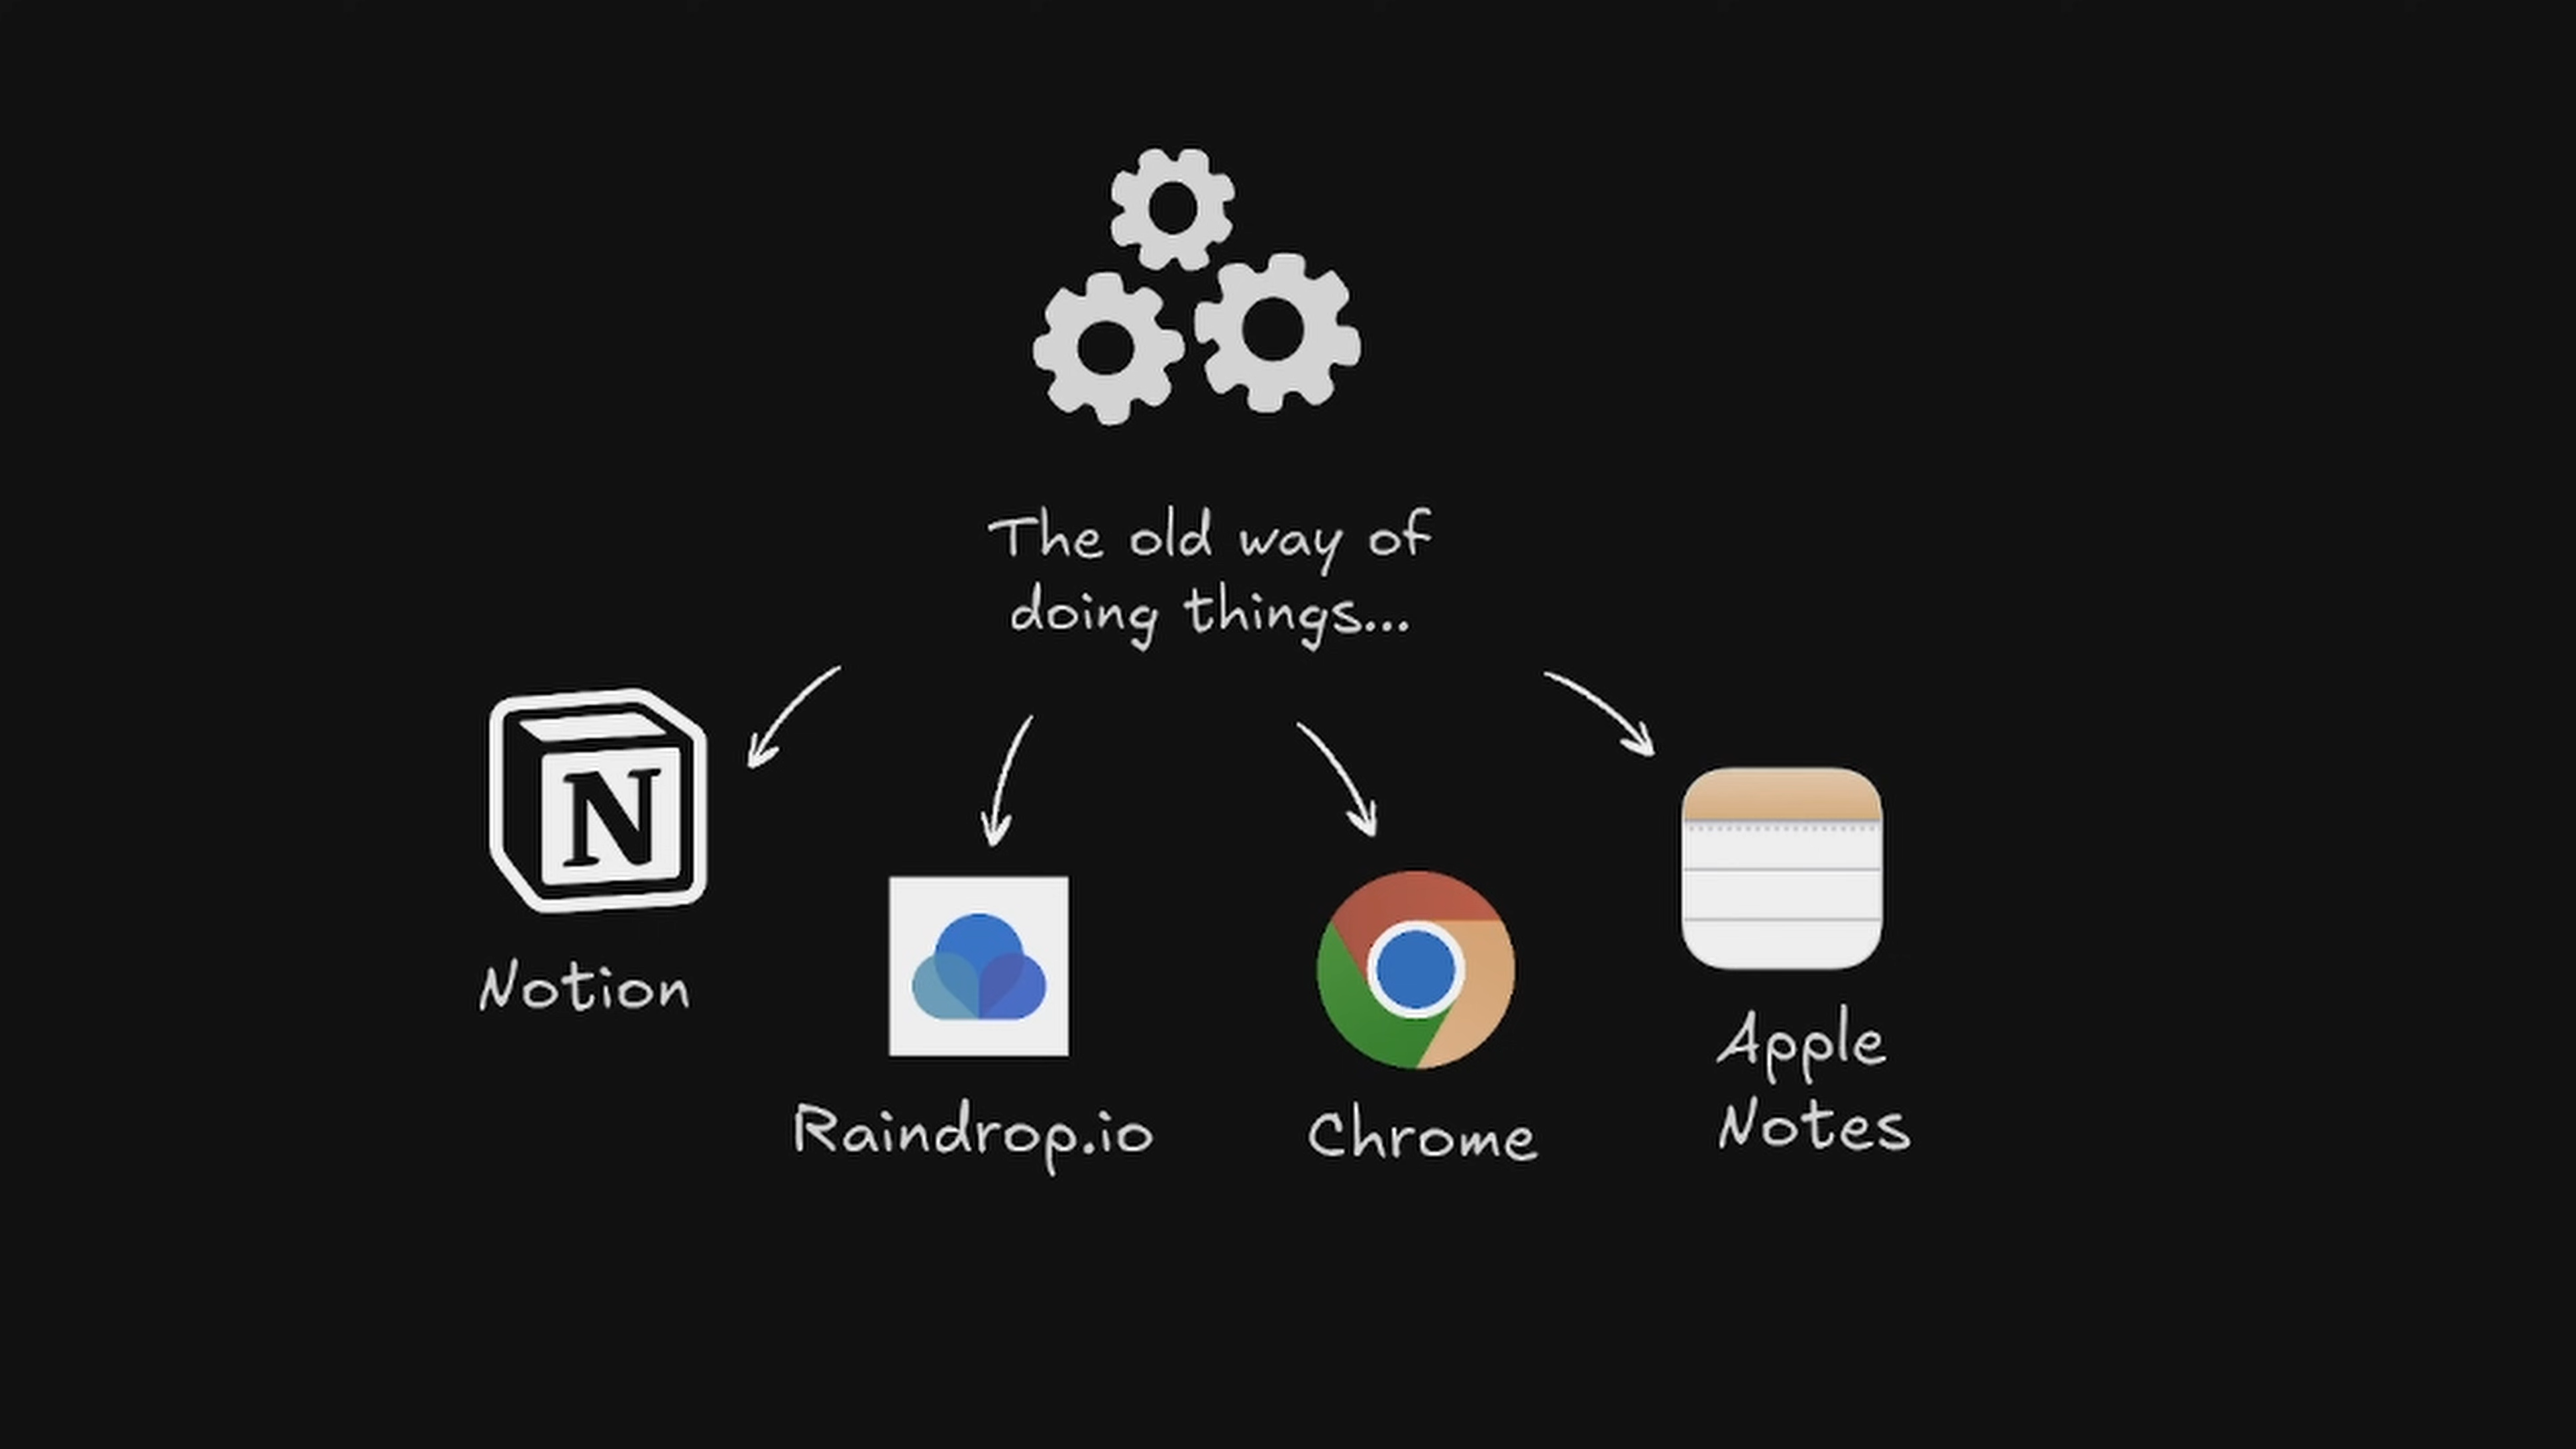 The old way of
doing things...
N
Notion
Raindrop.io
Chrome
Apple
Notes